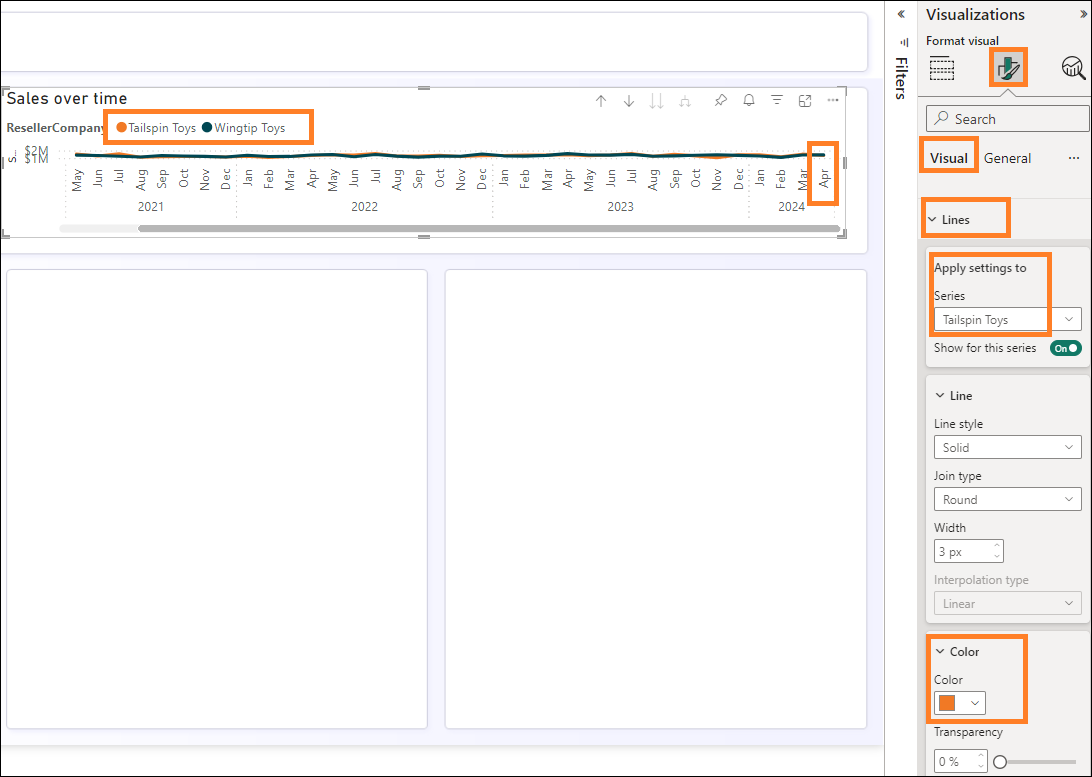 Visualizations
Format visual
Filters
Search
Visual General
Sales over time
ResellerCompany Tailspin Toys Wingtip Toys
S..
$2M
$1M
May Jun Jul Aug Sep Oct Nov Dec Jan Feb Mar Apr May Jun Jul Aug Sep Oct Nov Dec Jan Feb Mar Apr May Jun Jul Aug Sep Oct Nov Dec Jan Feb Mar Apr
2021 2022 2023 2024
Lines
Apply settings to
Series
Tailspin Toys
Show for this series On
Line
Line style
Solid
Join type
Round
Width
3 px
Interpolation type
Linear
Color
Color
Transparency
0 %